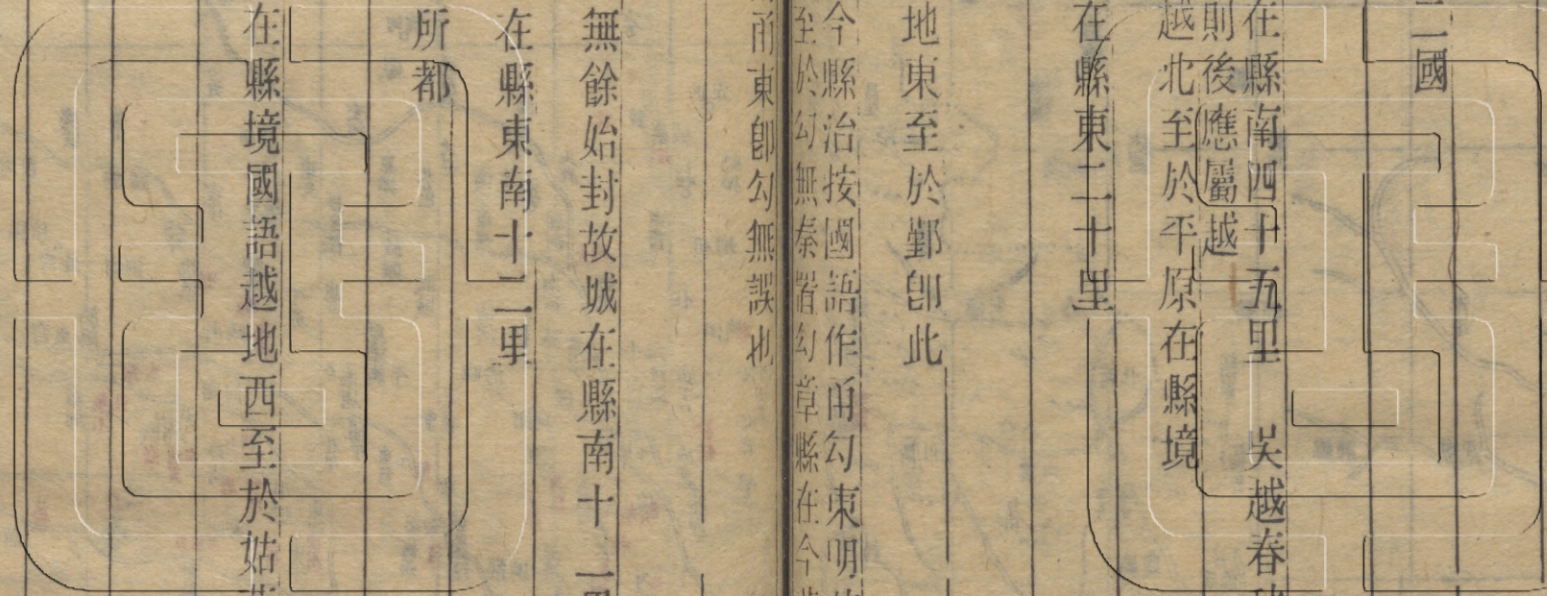 二國
在縣南四十五里 吳越春
則後應屬越
越北至於平原在縣境
在縣東二十里
地東至於鄞卽此
今縣治按國語作甬勾東明
至於勾無秦置勾章縣在今
甬東卽勾無誤也
無餘始封故城在縣南十一里
在縣東南十二里
所都
在縣境國語越地西至於姑